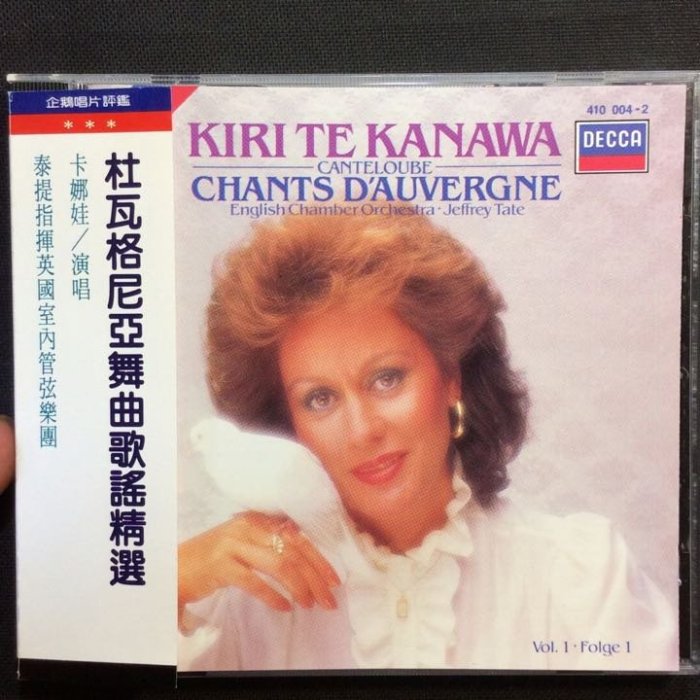 企鵝唱片評鑑
***
杜瓦格尼亞舞曲歌謠精選
卡娜娃／演唱
泰提指揮英國室內管弦樂團
410 004-2
DECCA
KIRI TE KANAWA
CANTELOUBE
CHANTS D'AUVERGNE
English Chamber Orchestra · Jeffrey Tate
Vol. 1 · Folge 1